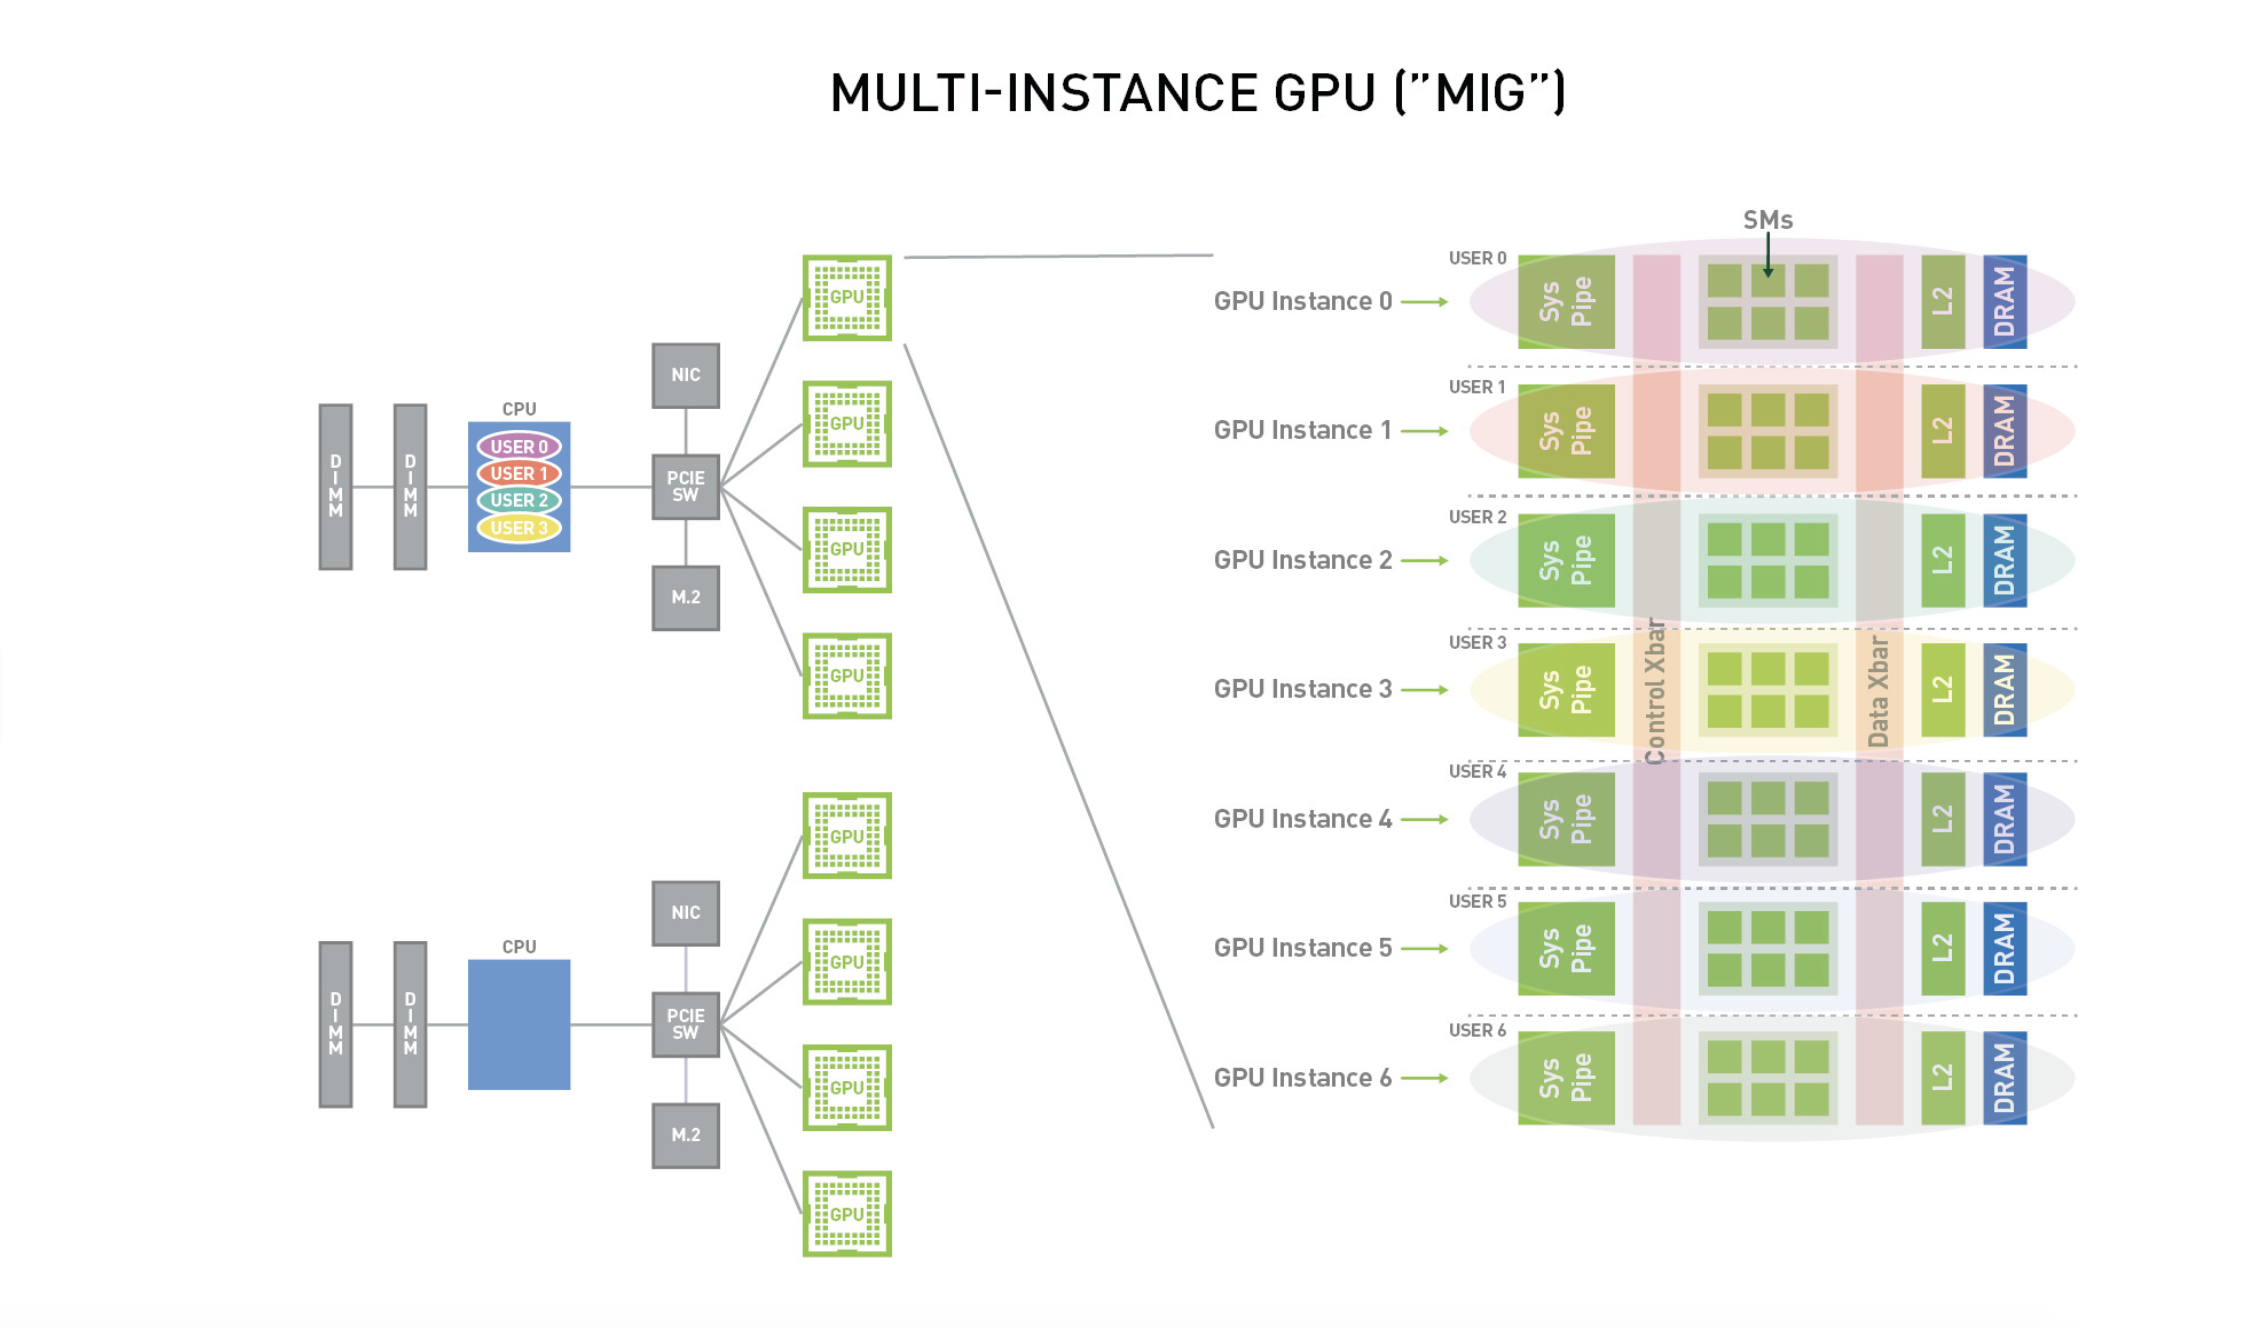 MULTI-INSTANCE GPU ("MIG")
DIMM
DIMM
CPU
USER 0
USER 1
USER 2
USER 3
NIC
PCIE
SW
M.2
GPU
GPU
GPU
GPU
DIMM
DIMM
CPU
NIC
PCIE
SW
M.2
GPU
GPU
GPU
GPU
SMs
GPU Instance 0
USER 0
Sys
Pipe
L2
DRAM
GPU Instance 1
USER 1
Sys
Pipe
L2
DRAM
GPU Instance 2
USER 2
Sys
Pipe
L2
DRAM
GPU Instance 3
USER 3
Sys
Pipe
Control Xbar
Data Xbar
L2
DRAM
GPU Instance 4
USER 4
Sys
Pipe
L2
DRAM
GPU Instance 5
USER 5
Sys
Pipe
L2
DRAM
GPU Instance 6
USER 6
Sys
Pipe
L2
DRAM